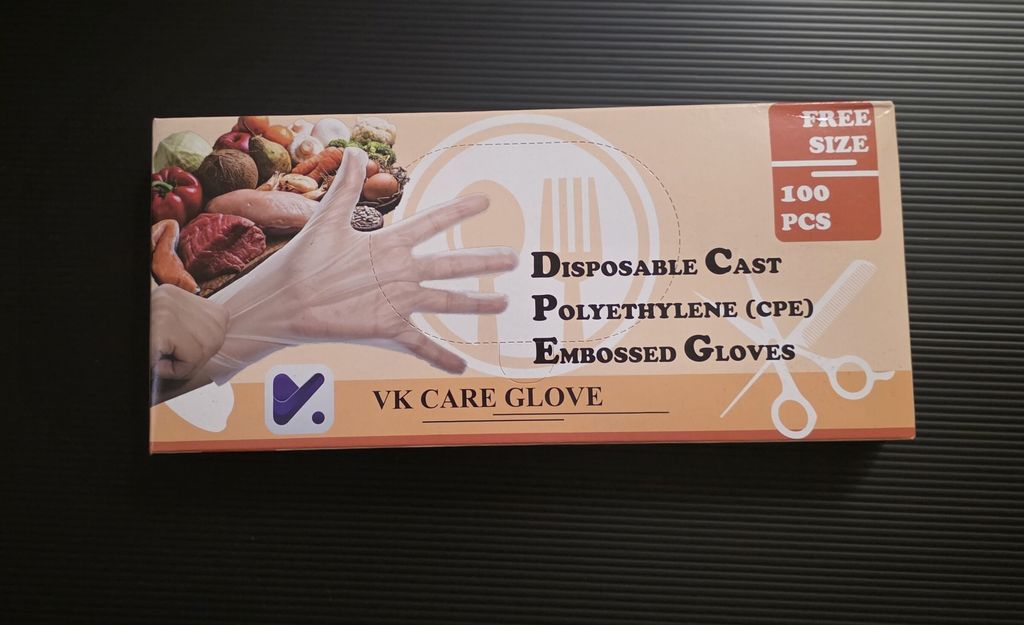 FREE
SIZE
100
PCS
DISPOSABLE CAST
POLYETHYLENE (CPE)
EMBOSSED GLOVES
VK CARE GLOVE